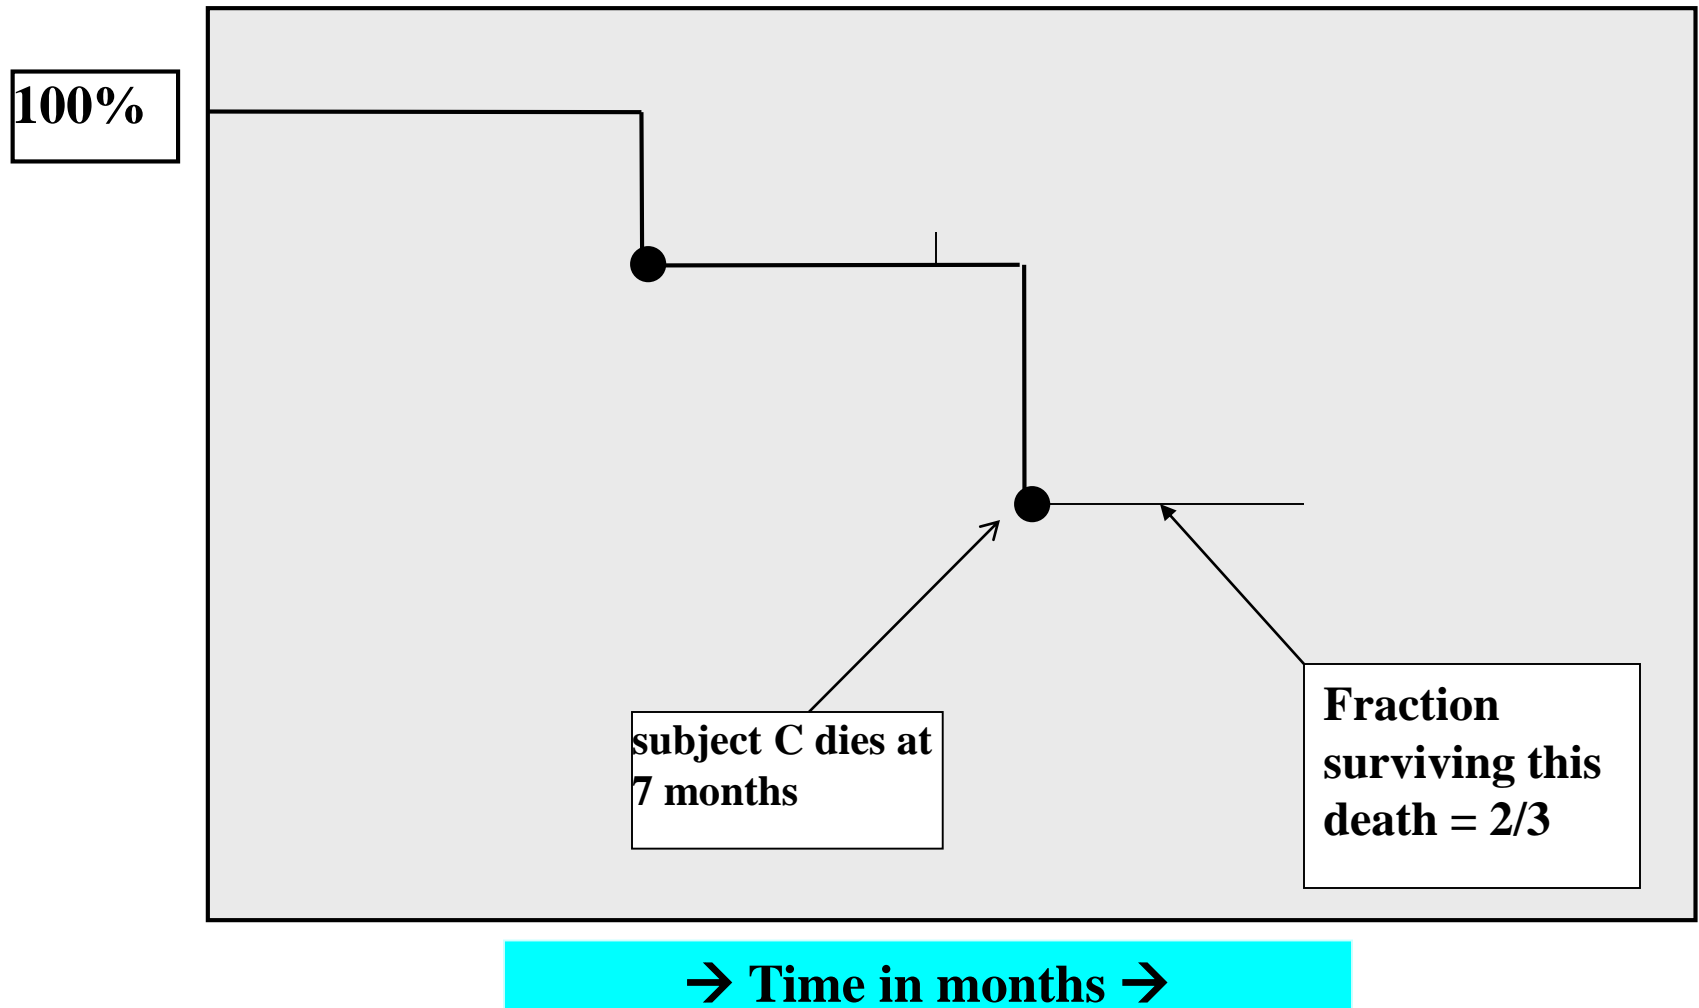 100%
subject C dies at
7 months
Fraction
surviving this
death = 2/3
→ Time in months →